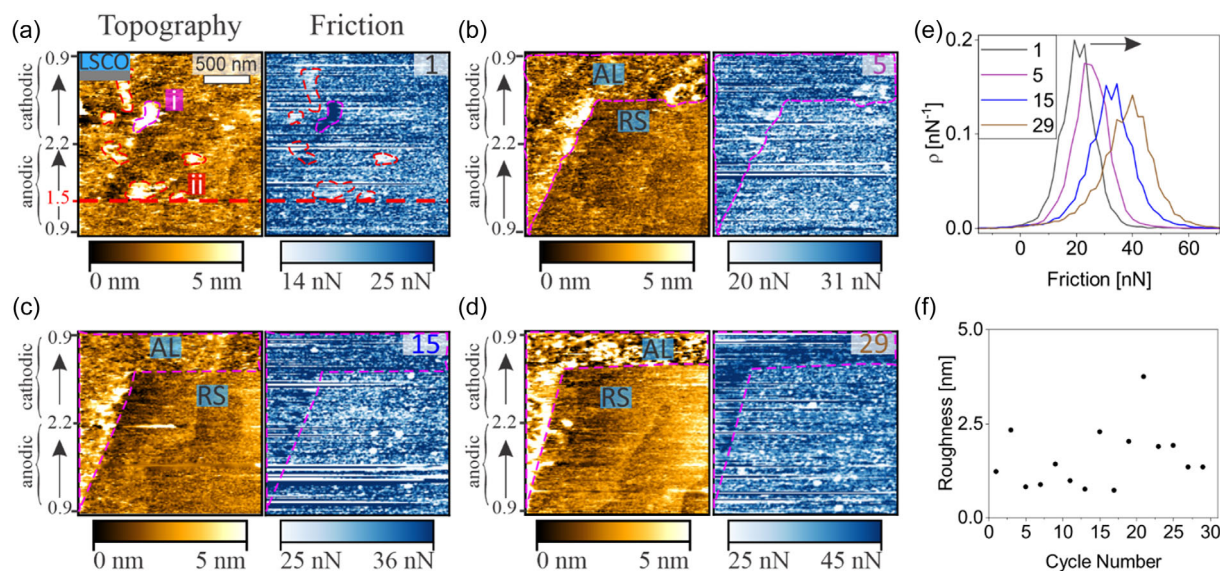 Topography Friction
(a)
cathodic
anodic
0.9
2.2
1.5
0.9
LSCO
500 nm
i
ii
1
0 nm 5 nm
14 nN 25 nN
(b)
cathodic
anodic
0.9
2.2
0.9
AL
RS
5
0 nm 5 nm
20 nN 31 nN
(c)
cathodic
anodic
0.9
2.2
0.9
AL
RS
15
0 nm 5 nm
25 nN 36 nN
(d)
cathodic
anodic
0.9
2.2
0.9
AL
RS
29
0 nm 5 nm
25 nN 45 nN
(e)
ρ [nN⁻¹]
0.2
0.1
0.0
1
5
15
29
0 20 40 60
Friction [nN]
(f)
Roughness [nm]
5.0
2.5
0.0
0 5 10 15 20 25 30
Cycle Number